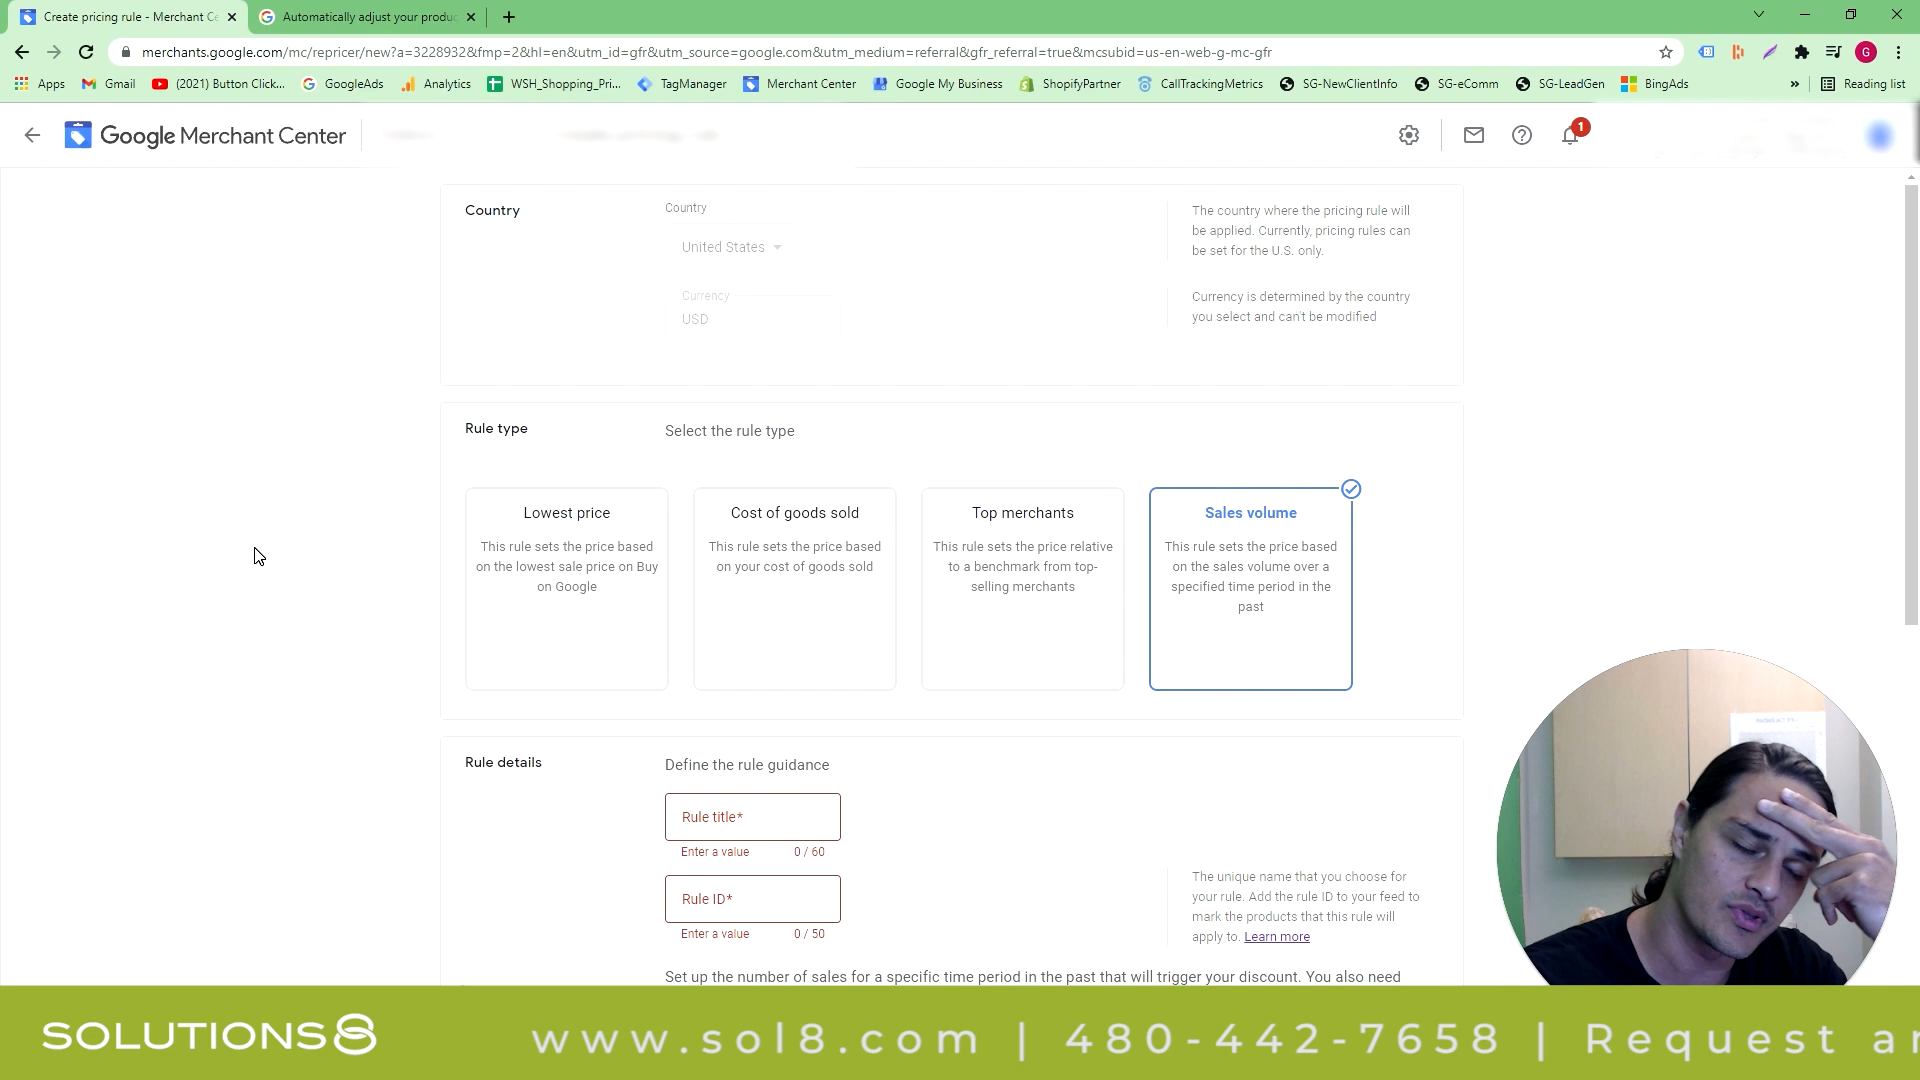 Create pricing rule - Merchant Ce
Automatically adjust your produc
merchants.google.com/mc/repricer/new?a=3228932&fmp=2&hl=en&utm_id=gfr&utm_source=google.com&utm_medium=referral&gfr_referral=true&mcsubid=us-en-web-g-mc-gfr
G
Apps Gmail (2021) Button Click... GoogleAds Analytics WSH_Shopping_Pri... TagManager Merchant Center Google My Business ShopifyPartner CallTrackingMetrics SG-NewClientInfo SG-eComm SG-LeadGen BingAds » Reading list
Google Merchant Center
1
Country
Country
United States
Currency
USD
The country where the pricing rule will
be applied. Currently, pricing rules can
be set for the U.S. only.
Currency is determined by the country
you select and can't be modified
Rule type
Select the rule type
Lowest price
This rule sets the price based
on the lowest sale price on Buy
on Google
Cost of goods sold
This rule sets the price based
on your cost of goods sold
Top merchants
This rule sets the price relative
to a benchmark from top-
selling merchants
Sales volume
This rule sets the price based
on the sales volume over a
specified time period in the
past
Rule details
Define the rule guidance
Rule title*
Enter a value 0 / 60
Rule ID*
Enter a value 0 / 50
The unique name that you choose for
your rule. Add the rule ID to your feed to
mark the products that this rule will
apply to. Learn more
Set up the number of sales for a specific time period in the past that will trigger your discount. You also need
SOLUTIONS8
www.sol8.com | 480-442-7658 | Request an